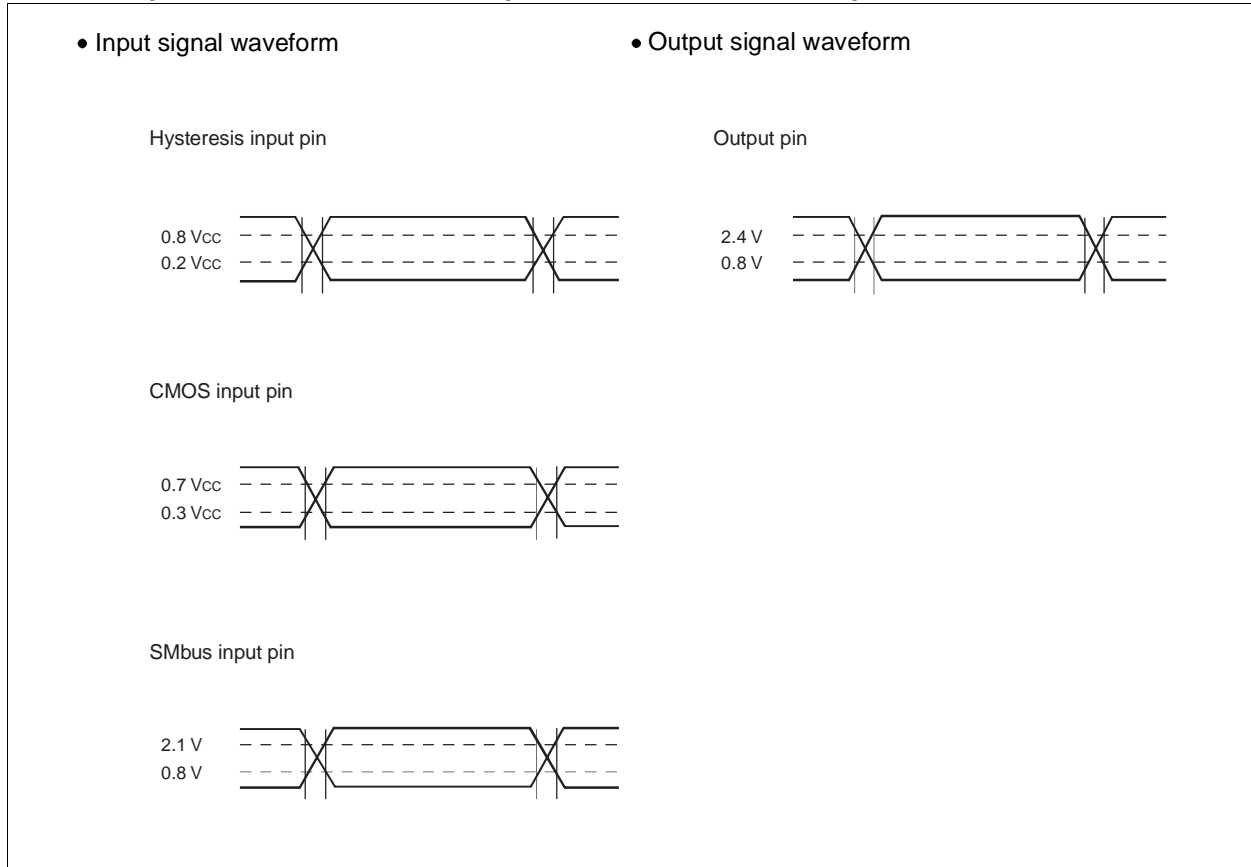 • Input signal waveform
Hysteresis input pin
0.8 VCC
0.2 VCC
CMOS input pin
0.7 VCC
0.3 VCC
SMbus input pin
2.1 V
0.8 V
• Output signal waveform
Output pin
2.4 V
0.8 V